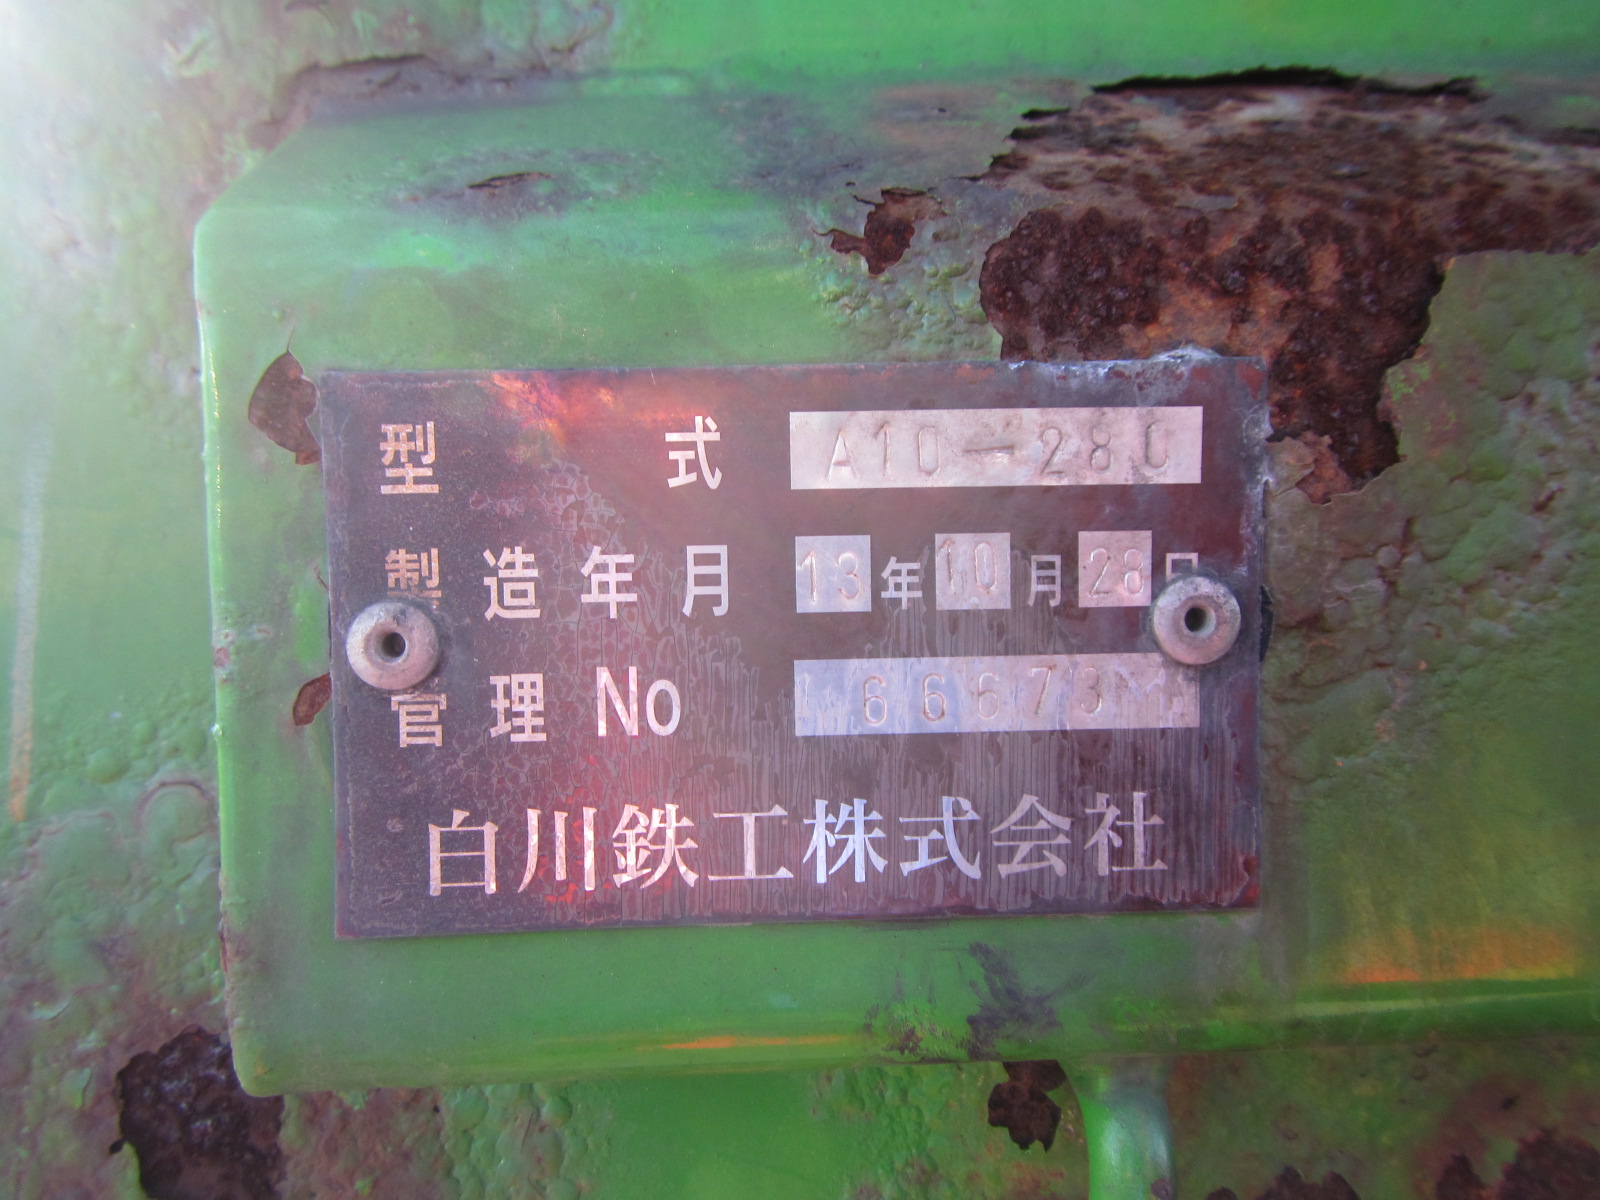 型式 A10-280
製造年月 13年10月28日
管理No 66673
白川鉄工株式会社